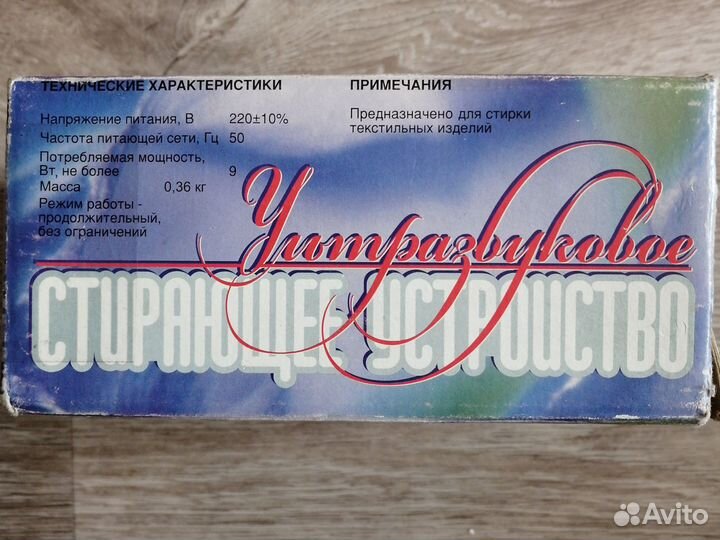 ТЕХНИЧЕСКИЕ ХАРАКТЕРИСТИКИ
Напряжение питания, В 220±10%
Частота питающей сети, Гц 50
Потребляемая мощность,
Вт, не более 9
Масса 0,36 кг
Режим работы -
продолжительный,
без ограничений
ПРИМЕЧАНИЯ
Предназначено для стирки
текстильных изделий
Ультразвуковое
СТИРАЮЩЕЕ УСТРОЙСТВО
Avito